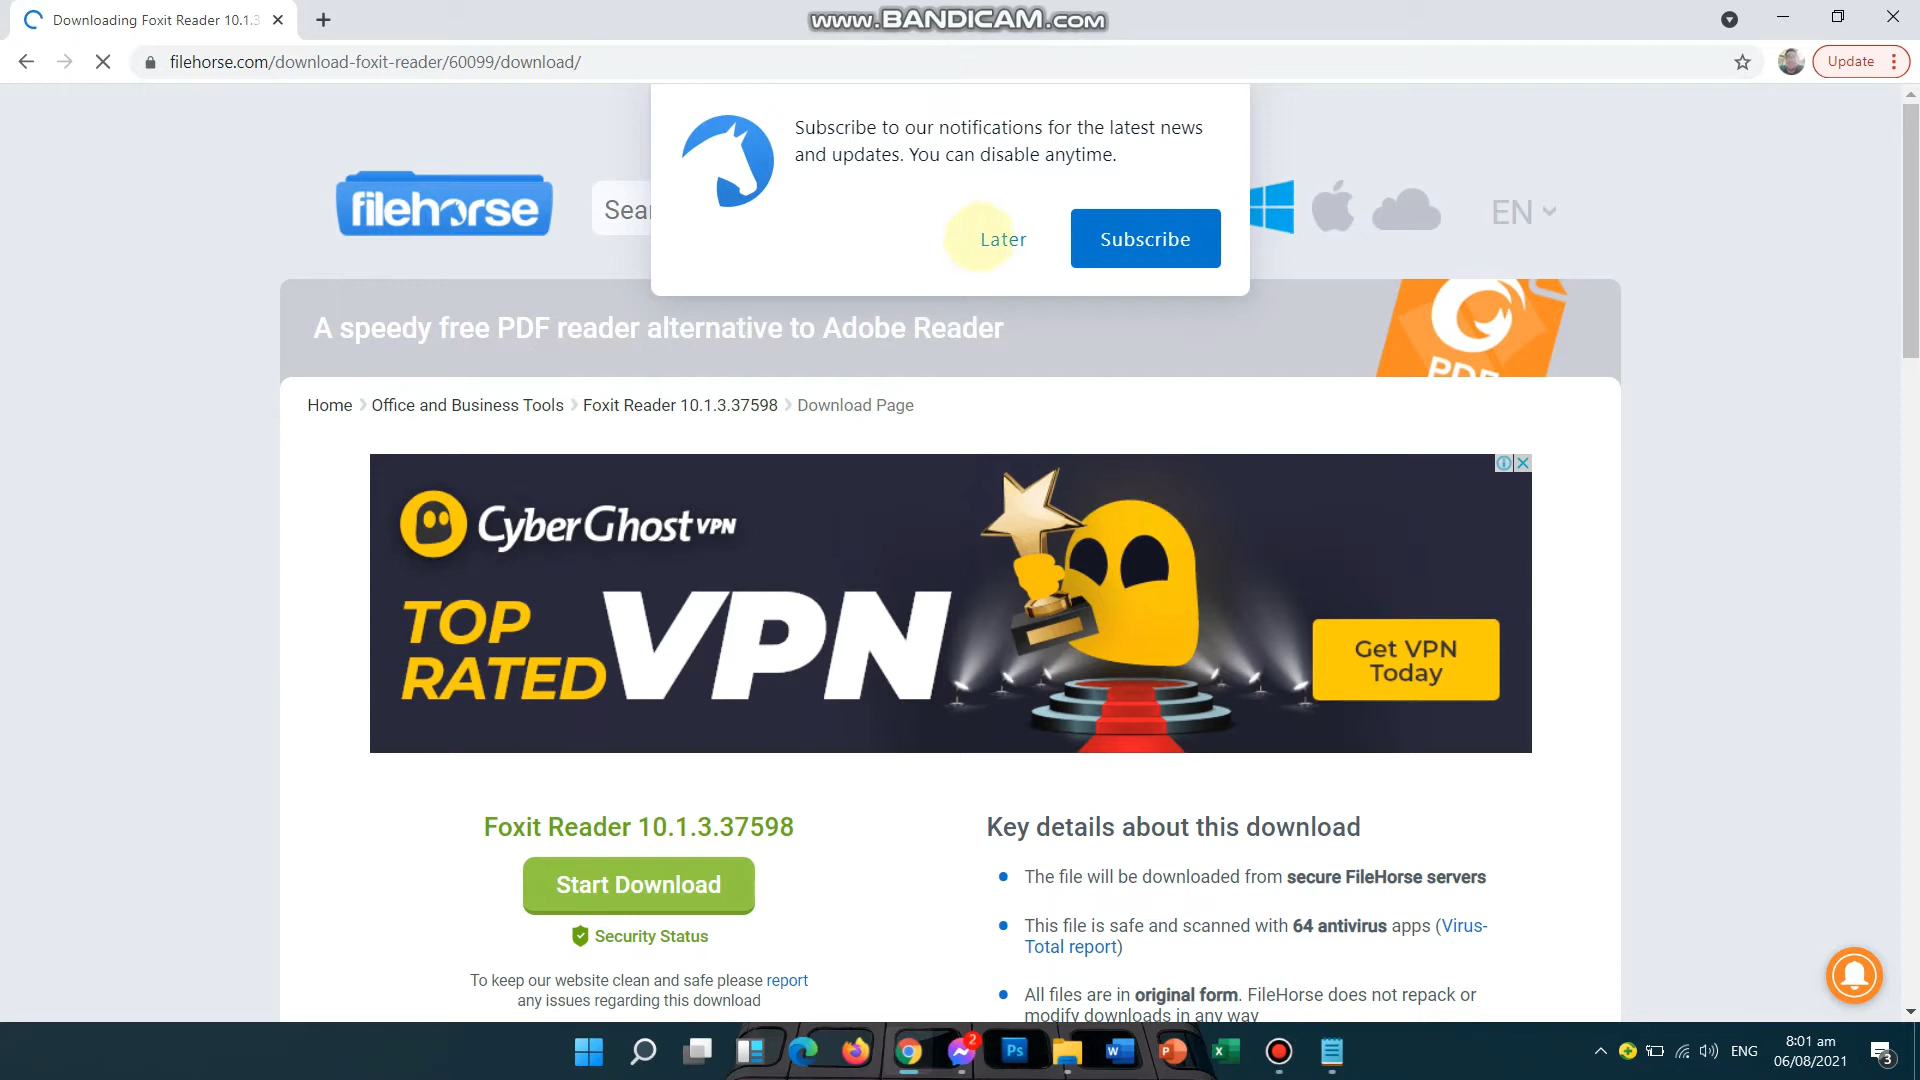 Downloading Foxit Reader 10.1.3
www.BANDICAM.com
filehorse.com/download-foxit-reader/60099/download/
Update
Subscribe to our notifications for the latest news
and updates. You can disable anytime.
Later
Subscribe
filehorse
Sear
EN
A speedy free PDF reader alternative to Adobe Reader
PDF
Home
Office and Business Tools
Foxit Reader 10.1.3.37598
Download Page
CyberGhost VPN
TOP
RATED
VPN
Get VPN
Today
Foxit Reader 10.1.3.37598
Start Download
Security Status
To keep our website clean and safe please report
any issues regarding this download
Key details about this download
The file will be downloaded from secure FileHorse servers
This file is safe and scanned with 64 antivirus apps (Virus-
Total report)
All files are in original form. FileHorse does not repack or
modify downloads in any way
2
Ps
W
P
X
ENG
8:01 am
06/08/2021
3